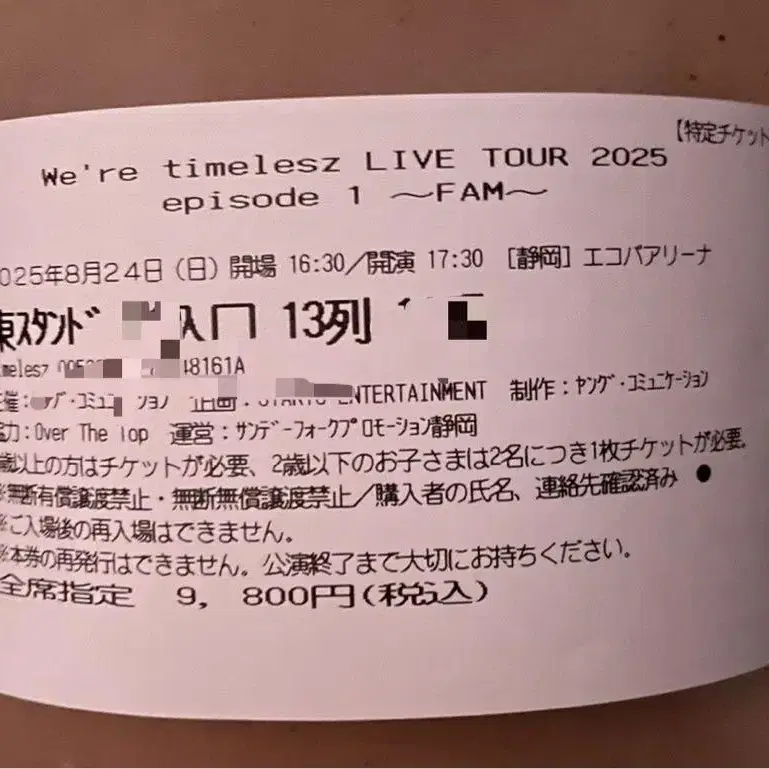 【特定チケット
We're timelesz LIVE TOUR 2025
episode 1 ～FAM～
025年8月24日（日）開場 16:30／開演 17:30 ［静岡］エコパアリーナ
東スタンド 入口 13列
melesz 48161A
ENTERTAINMENT 制作：ヤング・コミュニケーション
力：Over The Top 運営：サンデーフォークプロモーション静岡
歳以上の方はチケットが必要、2歳以下のお子さまは2名につき1枚チケットが必要。
※無断有償譲渡禁止・無断無償譲渡禁止／購入者の氏名、連絡先確認済み ●
※ご入場後の再入場はできません。
※本券の再発行はできません。公演終了まで大切にお持ちください。
全席指定 9, 800円(税込)